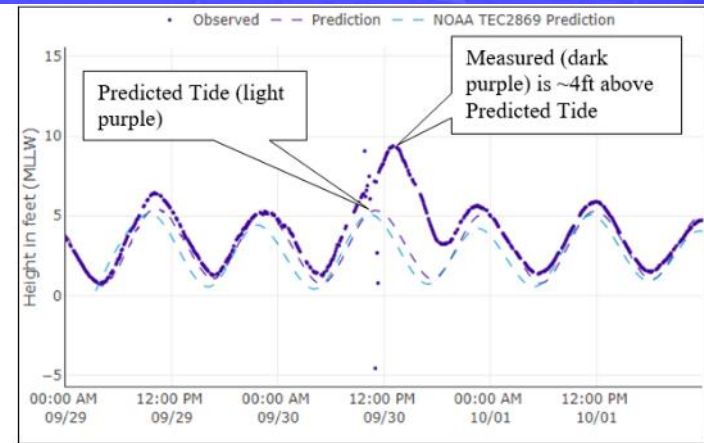 Observed Prediction NOAA TEC2869 Prediction
15
10
5
0
−5
Height in feet (MLLW)
Predicted Tide (light
purple)
Measured (dark
purple) is ~4ft above
Predicted Tide
00:00 AM 12:00 PM 00:00 AM 12:00 PM 00:00 AM 12:00 PM
09/29 09/29 09/30 09/30 10/01 10/01